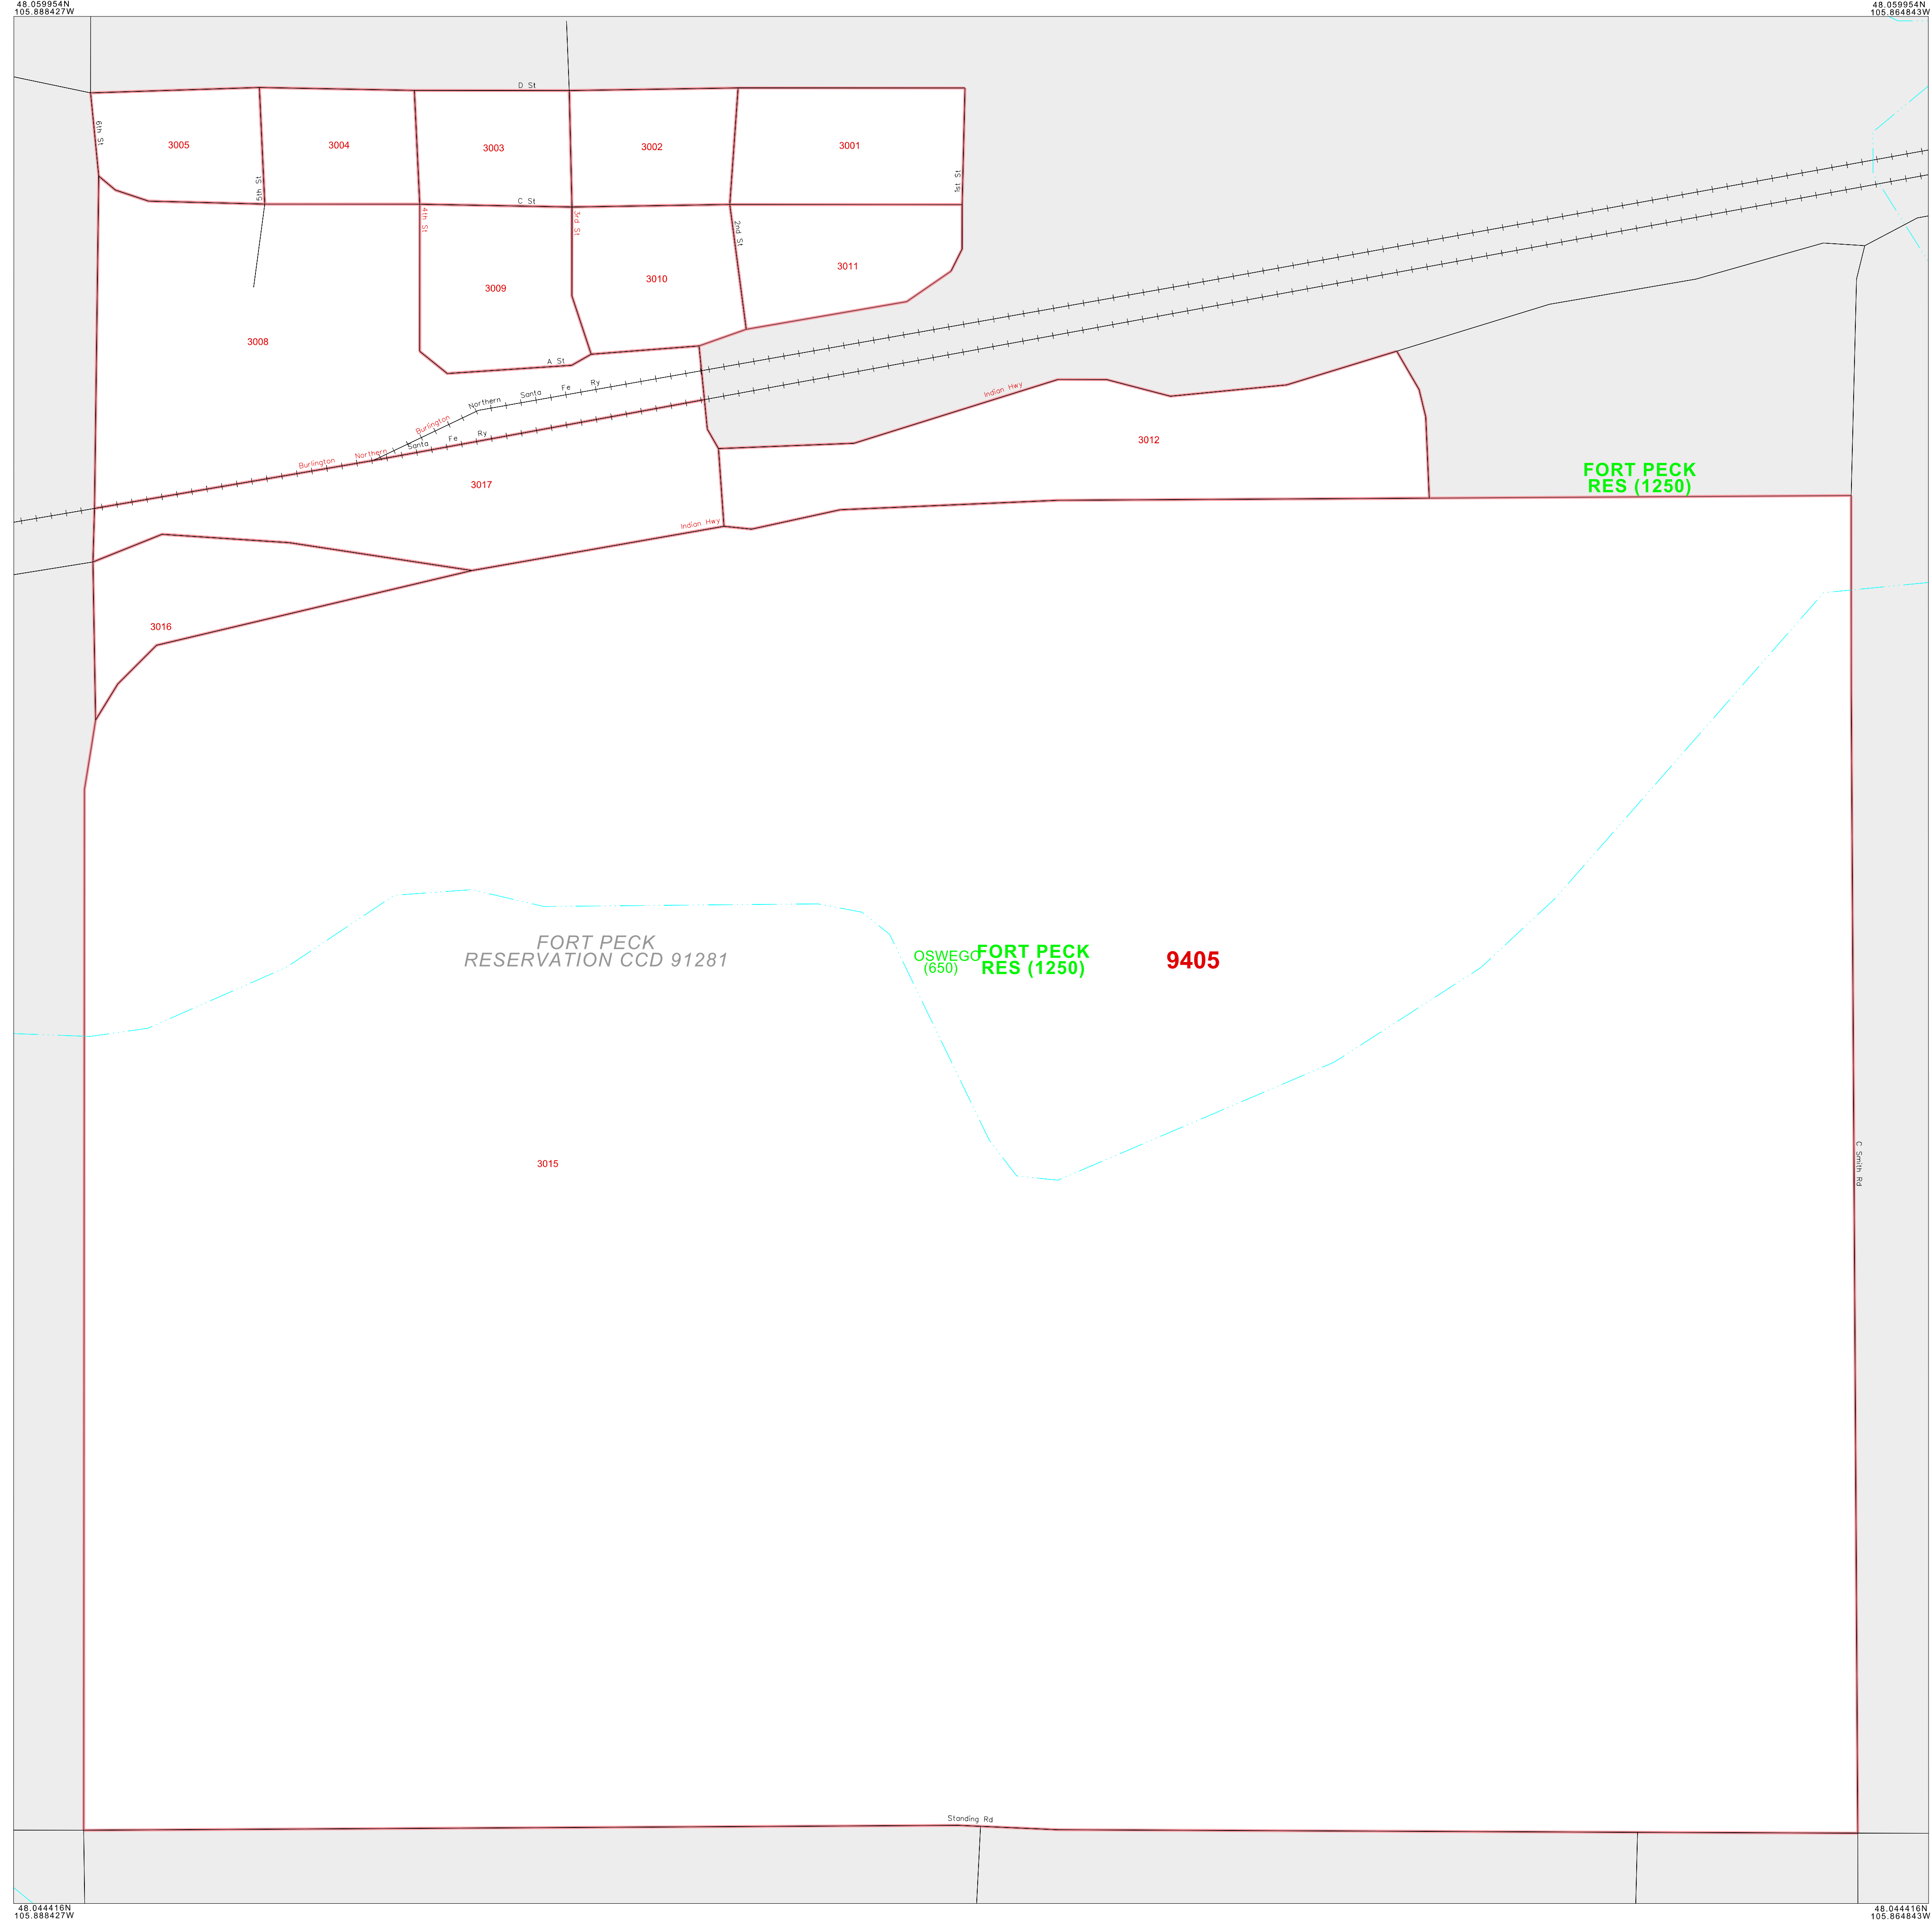 48.059954N
105.888427W
48.059954N
105.864843W
D St
6th St
3005
3004
3003
3002
3001
5th St
1st St
C St
4th St
3rd St
2nd St
3011
3010
3009
3008
A St
Burlington Northern Santa Fe Ry
Indian Hwy
3012
Burlington Northern Santa Fe Ry
FORT PECK
RES (1250)
3017
Indian Hwy
3016
FORT PECK
RESERVATION CCD 91281
OSWEGO
(650)
FORT PECK
RES (1250)
9405
3015
C Smith Rd
Standing Rd
48.044416N
105.888427W
48.044416N
105.864843W